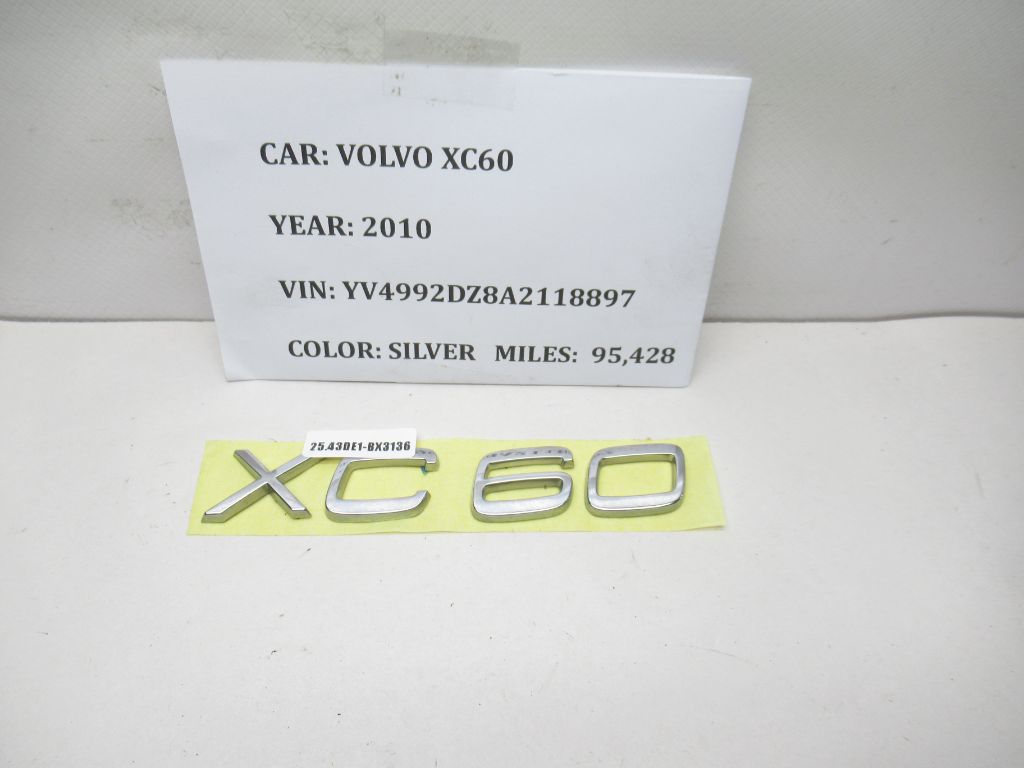 CAR: VOLVO XC60
YEAR: 2010
VIN: YV4992DZ8A2118897
COLOR: SILVER MILES: 95,428
25.43DE1-BX3136
XC 60